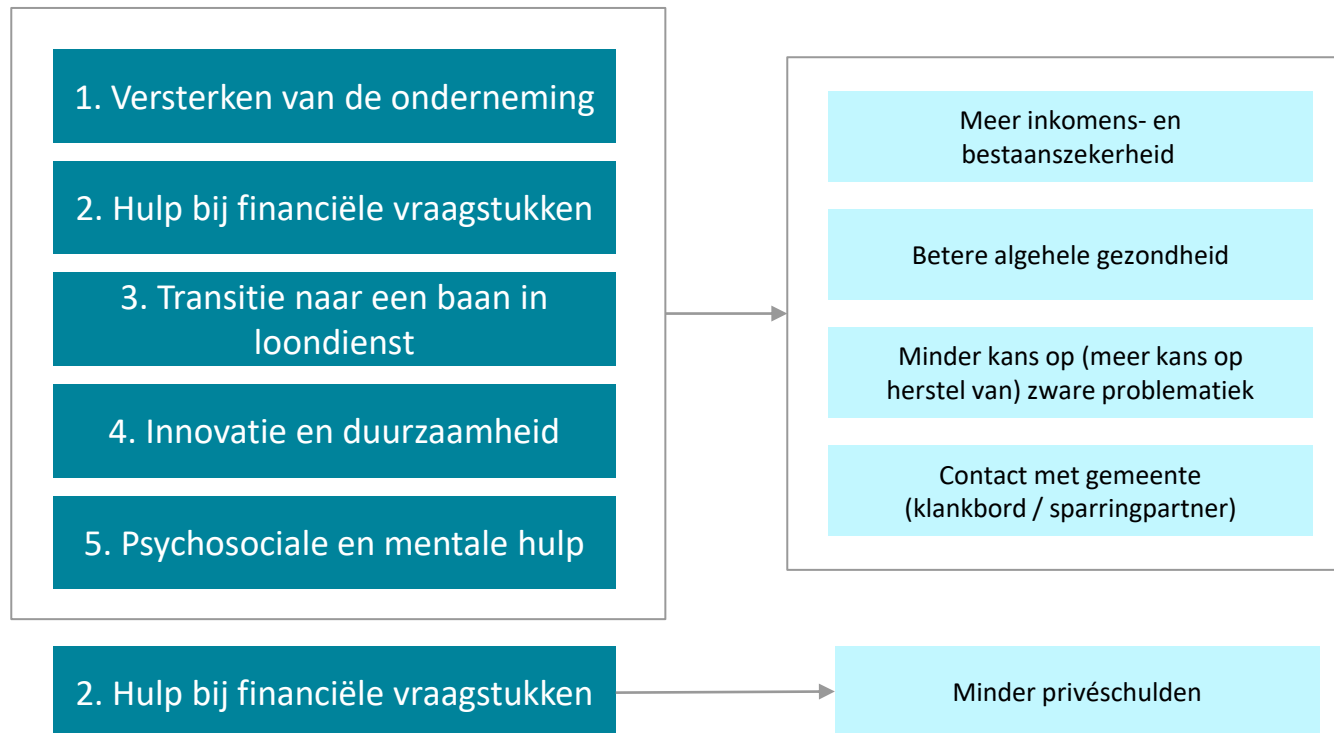 1. Versterken van de onderneming
2. Hulp bij financiële vraagstukken
3. Transitie naar een baan in
loondienst
4. Innovatie en duurzaamheid
5. Psychosociale en mentale hulp
Meer inkomens- en
bestaanszekerheid
Betere algehele gezondheid
Minder kans op (meer kans op
herstel van) zware problematiek
Contact met gemeente
(klankbord / sparringpartner)
2. Hulp bij financiële vraagstukken
Minder privéschulden